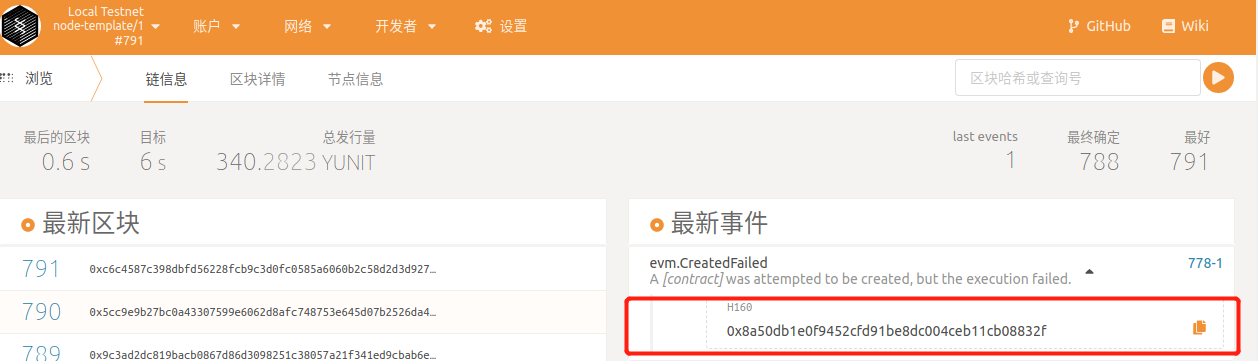 Local Testnet
node-template/1
#791
账户
网络
开发者
设置
GitHub
Wiki
浏览
链信息
区块详情
节点信息
区块哈希或查询号
最后的区块
0.6 s
目标
6 s
总发行量
340.2823 YUNIT
last events
1
最终确定
788
最好
791
最新区块
791 0xc6c4587c398dbfd56228fcb9c3d0fc0585a6060b2c58d2d3d927…
790 0x5cc9e9b27bc0a43307599e6062d8afc748753e645d07b2526da4…
789 0x9c3ad2dc819bacb0867d86d3098251c38057a21f341ed9cbab6e…
最新事件
evm.CreatedFailed 778-1
A [contract] was attempted to be created, but the execution failed.
H160
0x8a50db1e0f9452cfd91be8dc004ceb11cb08832f